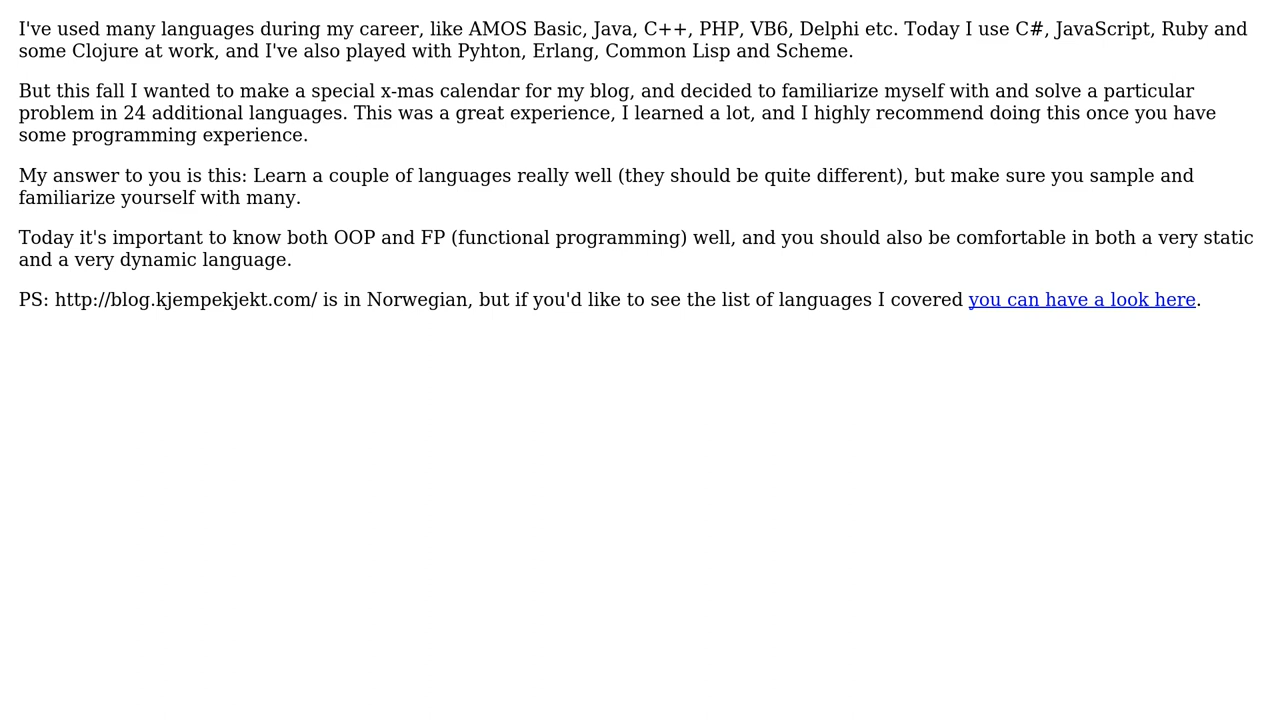 I've used many languages during my career, like AMOS Basic, Java, C++, PHP, VB6, Delphi etc. Today I use C#, JavaScript, Ruby and
some Clojure at work, and I've also played with Pyhton, Erlang, Common Lisp and Scheme.
But this fall I wanted to make a special x-mas calendar for my blog, and decided to familiarize myself with and solve a particular
problem in 24 additional languages. This was a great experience, I learned a lot, and I highly recommend doing this once you have
some programming experience.
My answer to you is this: Learn a couple of languages really well (they should be quite different), but make sure you sample and
familiarize yourself with many.
Today it's important to know both OOP and FP (functional programming) well, and you should also be comfortable in both a very static
and a very dynamic language.
PS: http://blog.kjempekjekt.com/ is in Norwegian, but if you'd like to see the list of languages I covered you can have a look here.